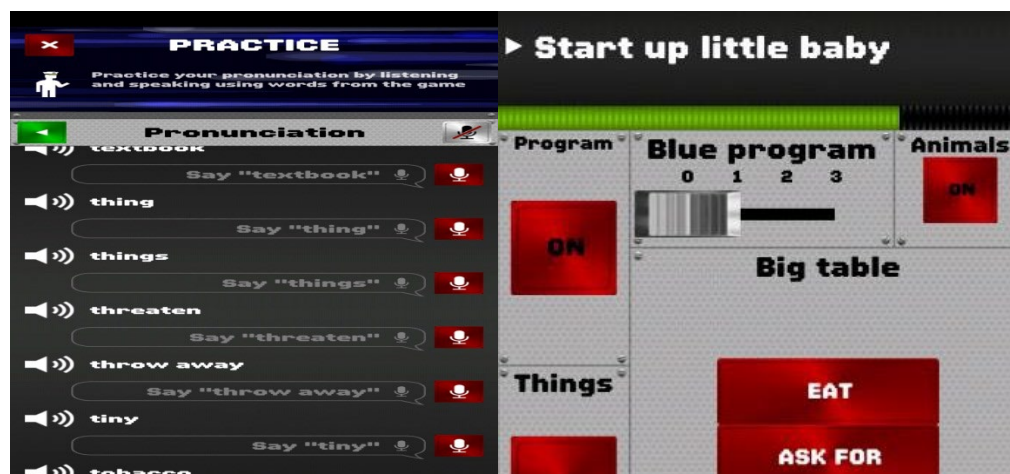 PRACTICE
Practice your pronunciation by listening
and speaking using words from the game
Pronunciation
textbook
Say "textbook"
thing
Say "thing"
things
Say "things"
threaten
Say "threaten"
throw away
Say "throw away"
tiny
Say "tiny"
tobacco
Start up little baby
Program
ON
Blue program
0 1 2 3
Animals
ON
Big table
EAT
ASK FOR
Things